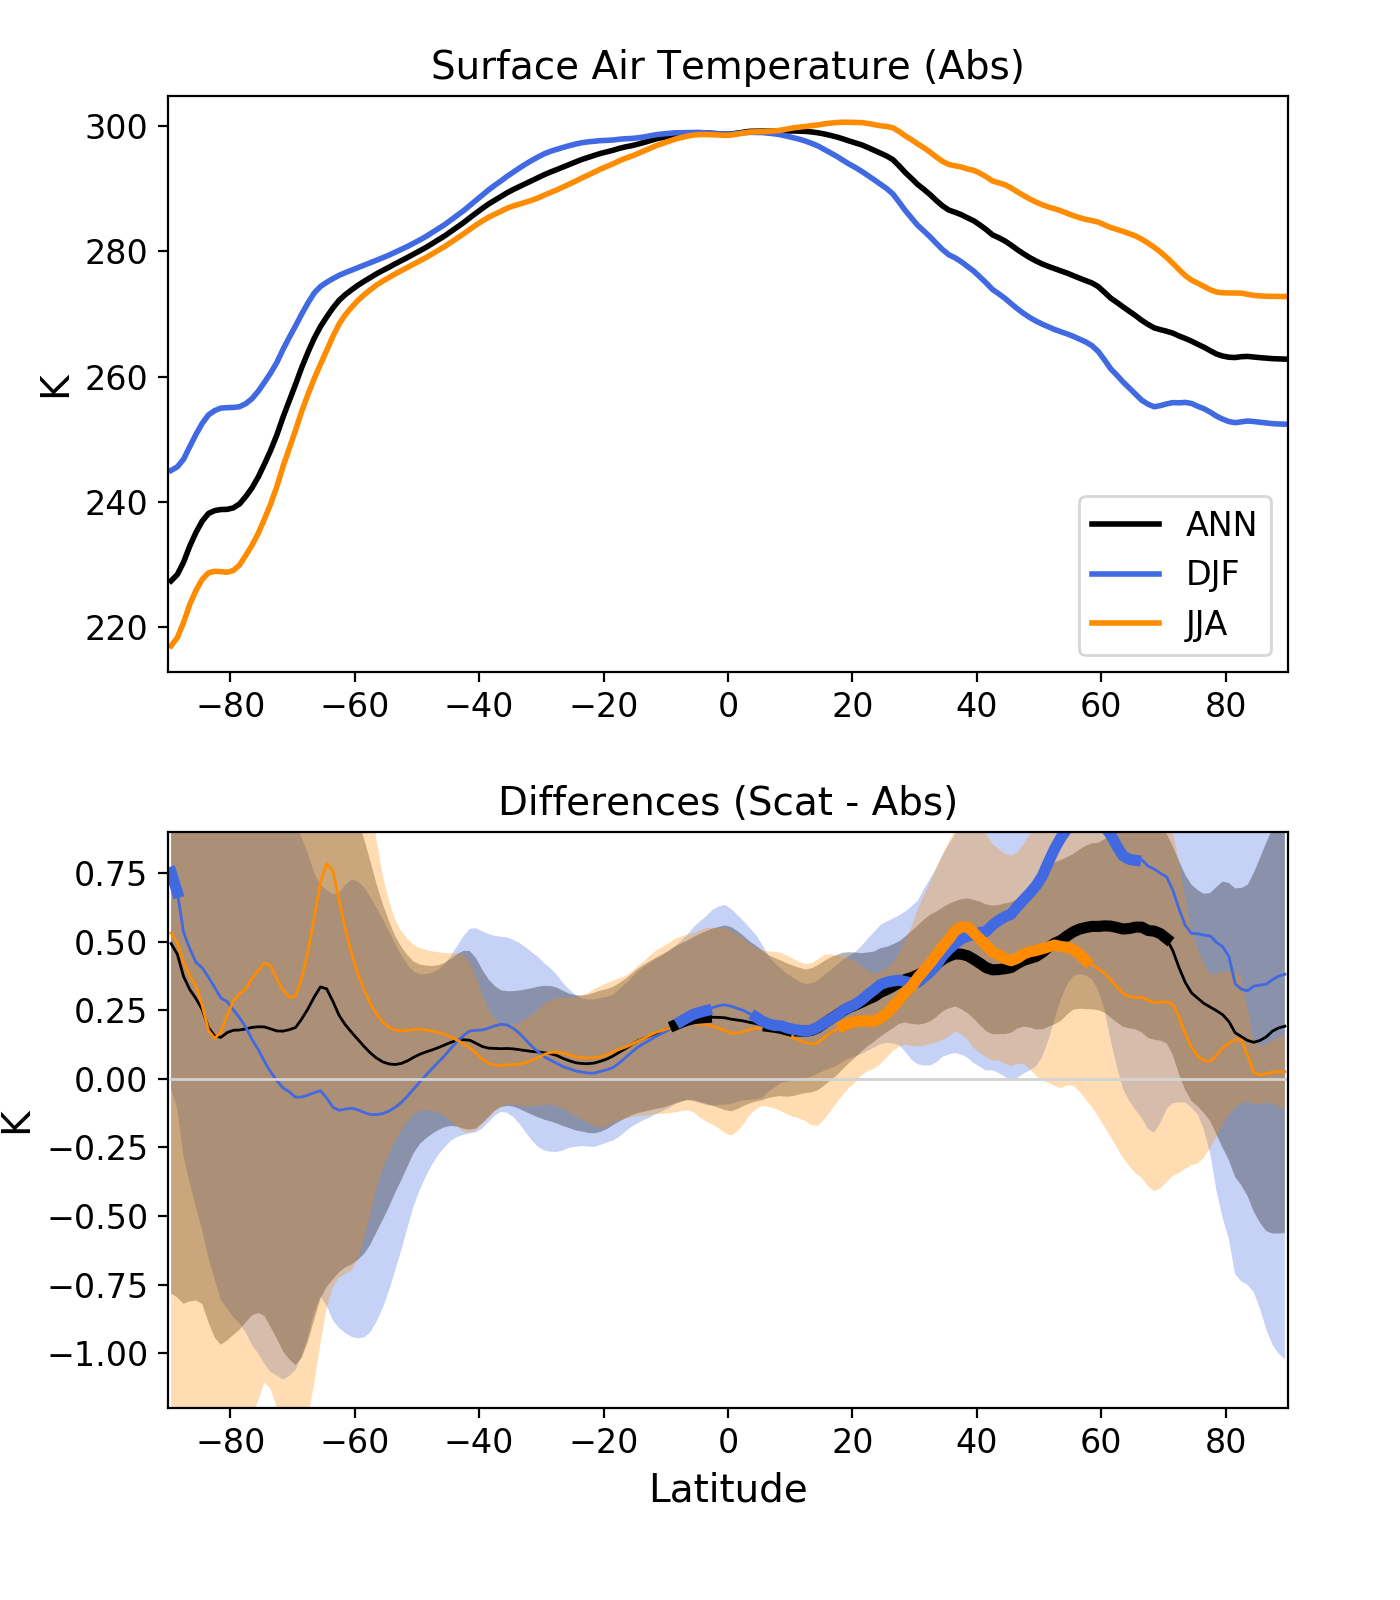 Surface Air Temperature (Abs)
300
280
260
240
220
K
ANN
DJF
JJA
−80 −60 −40 −20 0 20 40 60 80
Differences (Scat - Abs)
0.75
0.50
0.25
0.00
−0.25
−0.50
−0.75
−1.00
K
−80 −60 −40 −20 0 20 40 60 80
Latitude